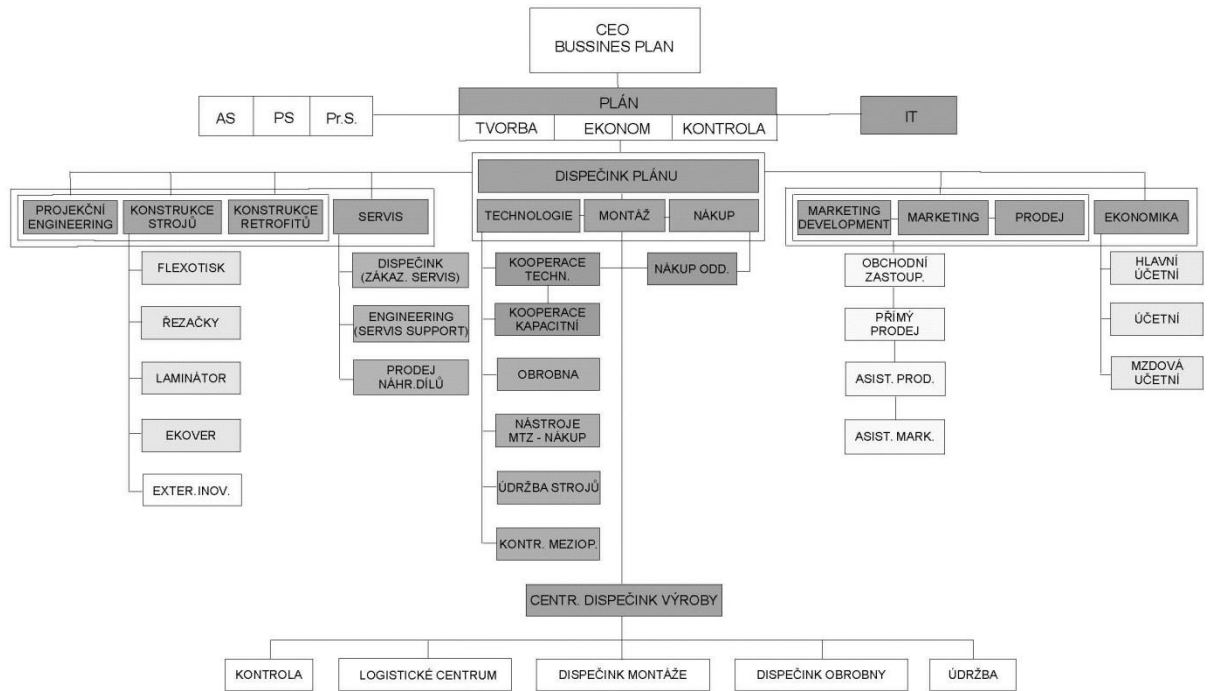 CEO
BUSSINES PLAN
PLÁN
AS PS Pr.S.
IT
TVORBA EKONOM KONTROLA
DISPEČINK PLÁNU
PROJEKČNÍ
ENGINEERING
KONSTRUKCE
STROJŮ
KONSTRUKCE
RETROFITŮ
SERVIS
TECHNOLOGIE
MONTÁŽ
NÁKUP
MARKETING
DEVELOPMENT
MARKETING
PRODEJ
EKONOMIKA
FLEXOTISK
ŘEZAČKY
LAMINÁTOR
EKOVER
EXTER.INOV.
DISPEČINK
(ZÁKAZ. SERVIS)
ENGINEERING
(SERVIS SUPPORT)
PRODEJ
NÁHR.DÍLŮ
KOOPERACE
TECHN.
NÁKUP ODD.
KOOPERACE
KAPACITNÍ
OBROBNA
NÁSTROJE
MTZ - NÁKUP
ÚDRŽBA STROJŮ
KONTR. MEZIOP.
OBCHODNÍ
ZASTOUP.
PŘÍMÝ
PRODEJ
ASIST. PROD.
ASIST. MARK.
HLAVNÍ
ÚČETNÍ
ÚČETNÍ
MZDOVÁ
UČETNÍ
CENTR. DISPEČINK VÝROBY
KONTROLA
LOGISTICKÉ CENTRUM
DISPEČINK MONTÁŽE
DISPEČINK OBROBNY
ÚDRŽBA